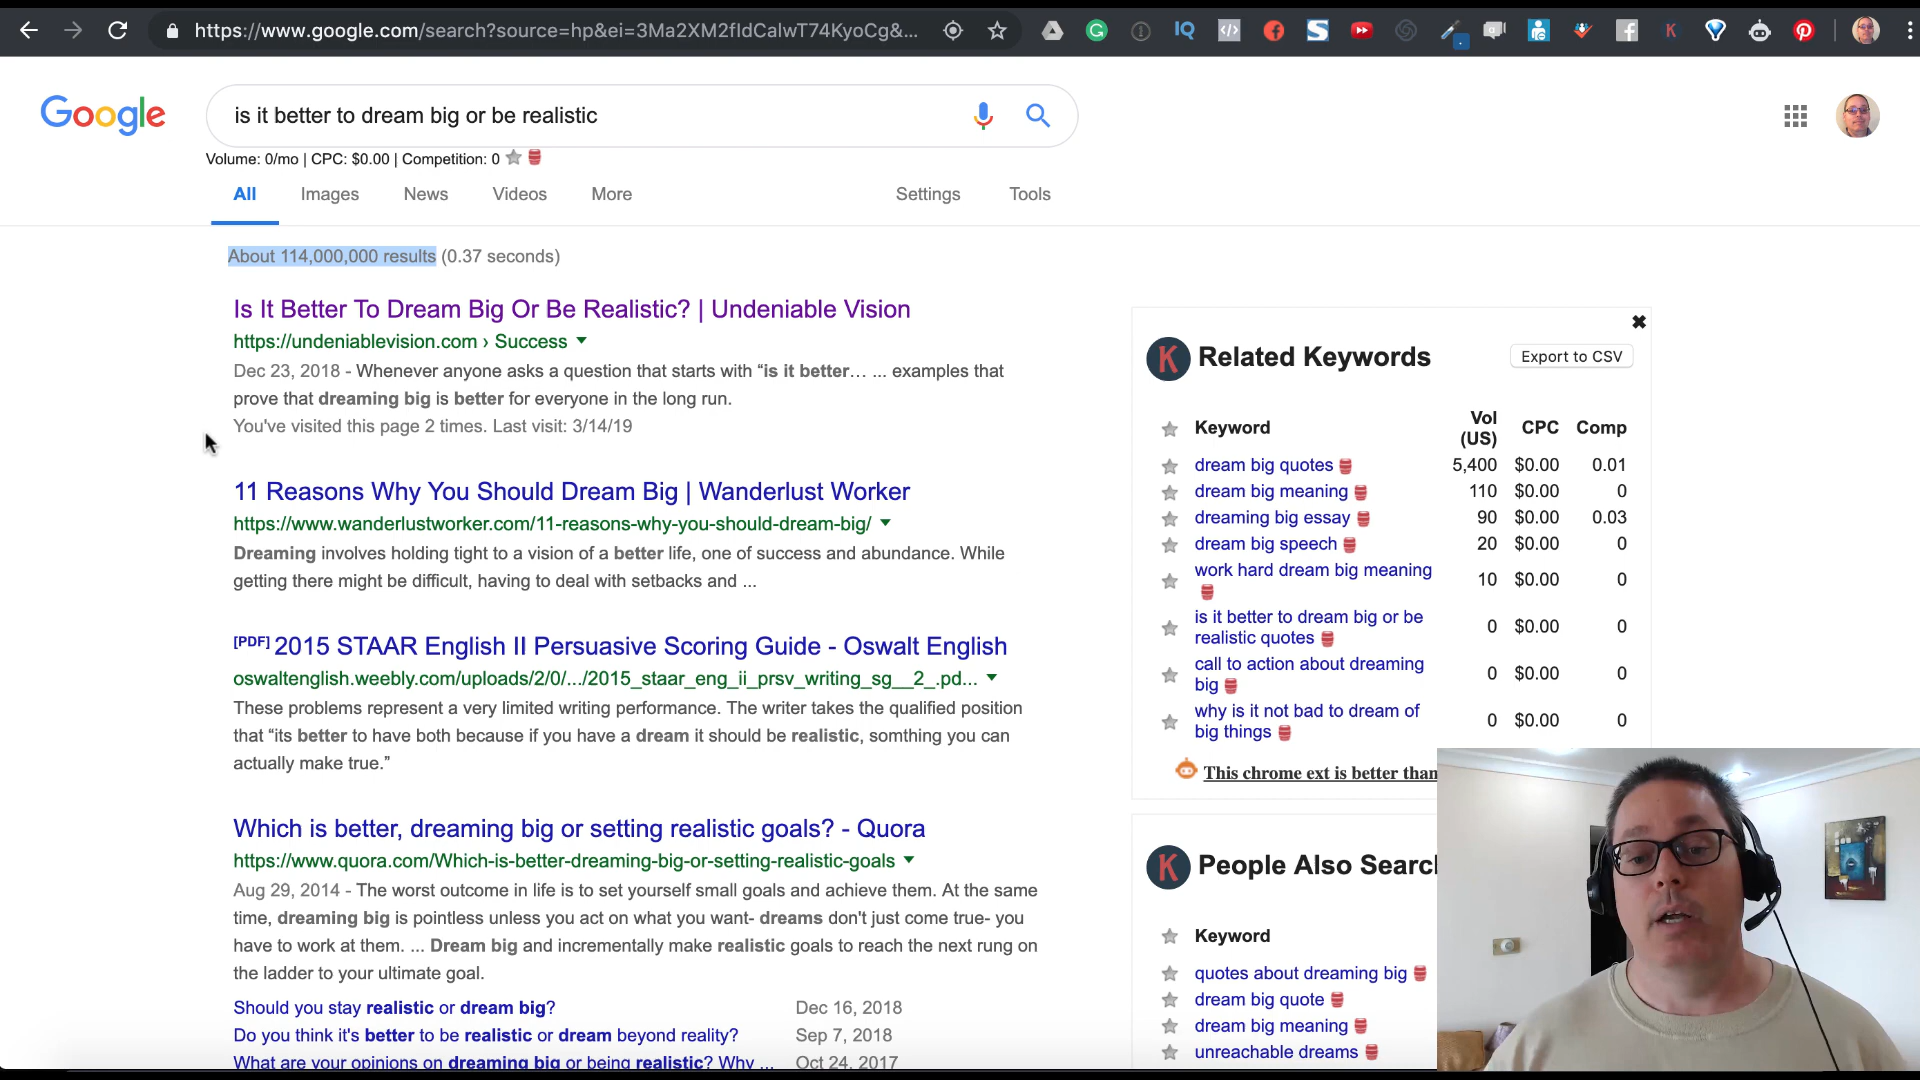 https://www.google.com/search?source=hp&ei=3Ma2XM2fIdCalwT74KyoCg&...
Google
is it better to dream big or be realistic
Volume: 0/mo | CPC: $0.00 | Competition: 0
All Images News Videos More Settings Tools
About 114,000,000 results (0.37 seconds)
Is It Better To Dream Big Or Be Realistic? | Undeniable Vision
https://undeniablevision.com › Success
Dec 23, 2018 - Whenever anyone asks a question that starts with “is it better… ... examples that
prove that dreaming big is better for everyone in the long run.
You've visited this page 2 times. Last visit: 3/14/19
11 Reasons Why You Should Dream Big | Wanderlust Worker
https://www.wanderlustworker.com/11-reasons-why-you-should-dream-big/
Dreaming involves holding tight to a vision of a better life, one of success and abundance. While
getting there might be difficult, having to deal with setbacks and ...
[PDF] 2015 STAAR English II Persuasive Scoring Guide - Oswalt English
oswaltenglish.weebly.com/uploads/2/0/.../2015_staar_eng_ii_prsv_writing_sg__2_.pd...
These problems represent a very limited writing performance. The writer takes the qualified position
that “its better to have both because if you have a dream it should be realistic, somthing you can
actually make true.”
Which is better, dreaming big or setting realistic goals? - Quora
https://www.quora.com/Which-is-better-dreaming-big-or-setting-realistic-goals
Aug 29, 2014 - The worst outcome in life is to set yourself small goals and achieve them. At the same
time, dreaming big is pointless unless you act on what you want- dreams don't just come true- you
have to work at them. ... Dream big and incrementally make realistic goals to reach the next rung on
the ladder to your ultimate goal.
Should you stay realistic or dream big? Dec 16, 2018
Do you think it's better to be realistic or dream beyond reality? Sep 7, 2018
What are your opinions on dreaming big or being realistic? Why ... Oct 24, 2017
K Related Keywords Export to CSV
Keyword Vol (US) CPC Comp
dream big quotes 5,400 $0.00 0.01
dream big meaning 110 $0.00 0
dreaming big essay 90 $0.00 0.03
dream big speech 20 $0.00 0
work hard dream big meaning 10 $0.00 0
is it better to dream big or be
realistic quotes 0 $0.00 0
call to action about dreaming
big 0 $0.00 0
why is it not bad to dream of
big things 0 $0.00 0
This chrome ext is better than
K People Also Search
Keyword
quotes about dreaming big
dream big quote
dream big meaning
unreachable dreams